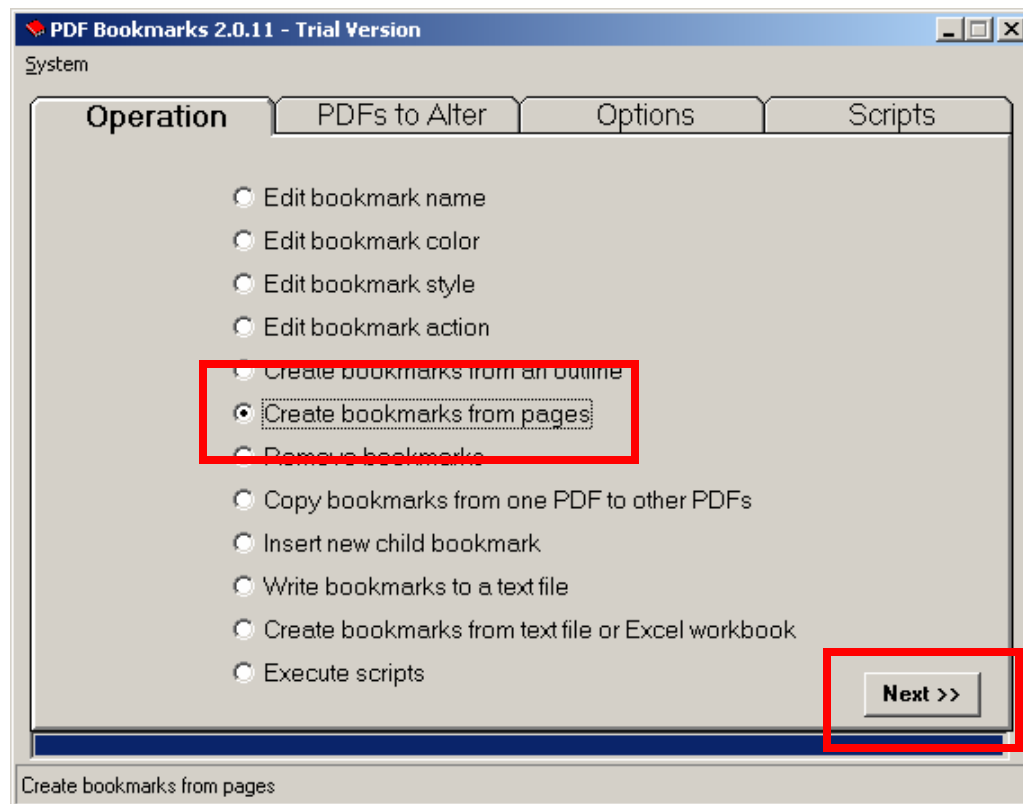 PDF Bookmarks 2.0.11 - Trial Version
System
Operation PDFs to Alter Options Scripts
Edit bookmark name
Edit bookmark color
Edit bookmark style
Edit bookmark action
Create bookmarks from an outline
Create bookmarks from pages
Remove bookmarks
Copy bookmarks from one PDF to other PDFs
Insert new child bookmark
Write bookmarks to a text file
Create bookmarks from text file or Excel workbook
Execute scripts
Next >>
Create bookmarks from pages